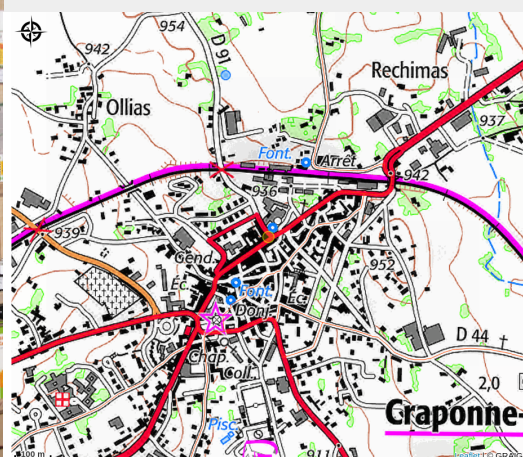 954
942
D 91
Ollias
Rechimas
937
Font.
Arrêt
942
936
939
Gend.
952
Éc.
Font.
Éc.
Donj.
D 44
Chap.
Coll.
2,0
Craponne
Pisc.
911
100 m